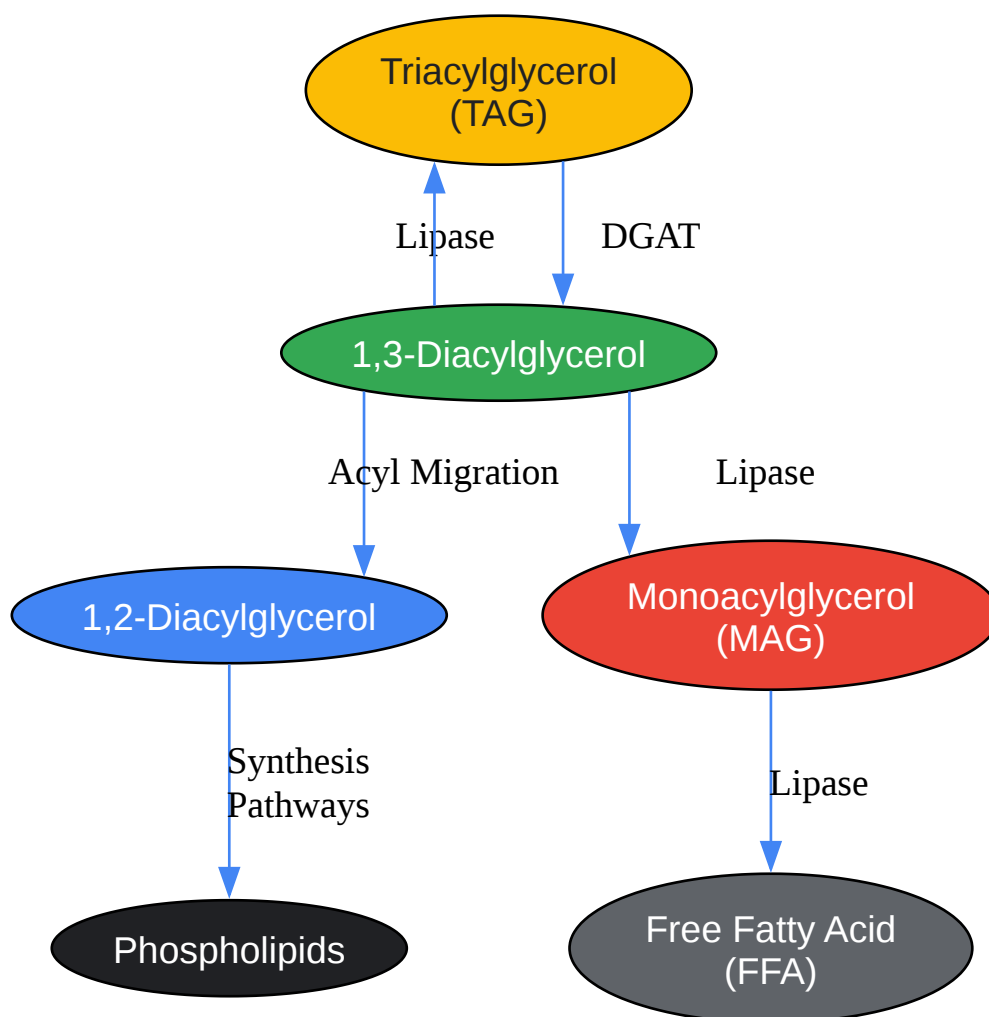 Triacylglycerol
(TAG)
Lipase
DGAT
1,3-Diacylglycerol
Acyl Migration
Lipase
1,2-Diacylglycerol
Monoacylglycerol
(MAG)
Synthesis
Pathways
Lipase
Phospholipids
Free Fatty Acid
(FFA)